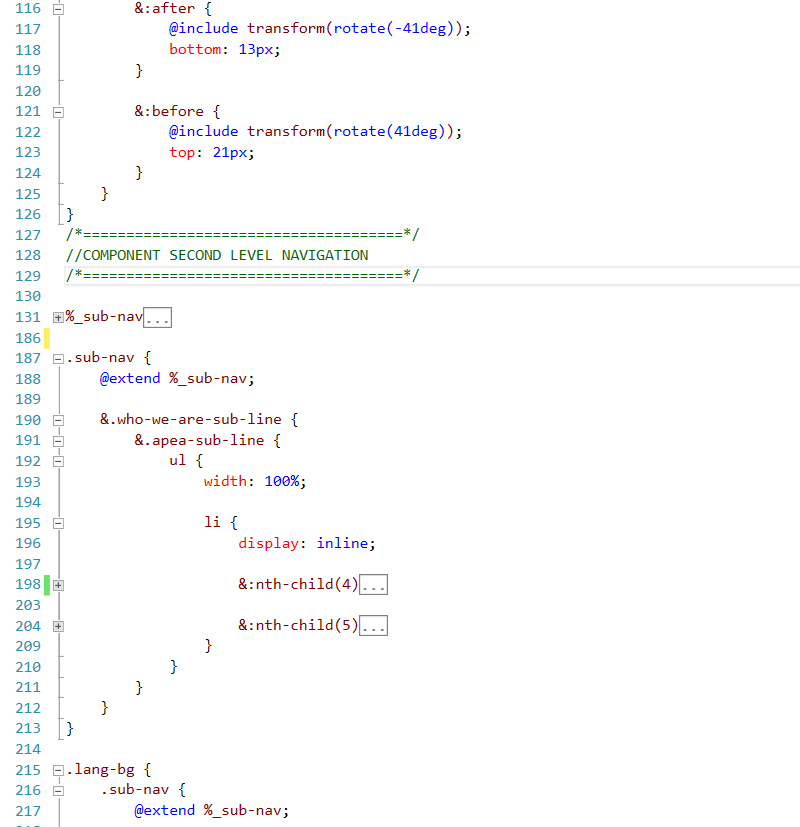 116 &:after {
117 @include transform(rotate(-41deg));
118 bottom: 13px;
119 }
120
121 &:before {
122 @include transform(rotate(41deg));
123 top: 21px;
124 }
125 }
126 }
127 /*=====================================*/
128 //COMPONENT SECOND LEVEL NAVIGATION
129 /*=====================================*/
130
131 %_sub-nav...
186
187 .sub-nav {
188 @extend %_sub-nav;
189
190 &.who-we-are-sub-line {
191 &.apea-sub-line {
192 ul {
193 width: 100%;
194
195 li {
196 display: inline;
197
198 &:nth-child(4)...
203
204 &:nth-child(5)...
209 }
210 }
211 }
212 }
213 }
214
215 .lang-bg {
216 .sub-nav {
217 @extend %_sub-nav;